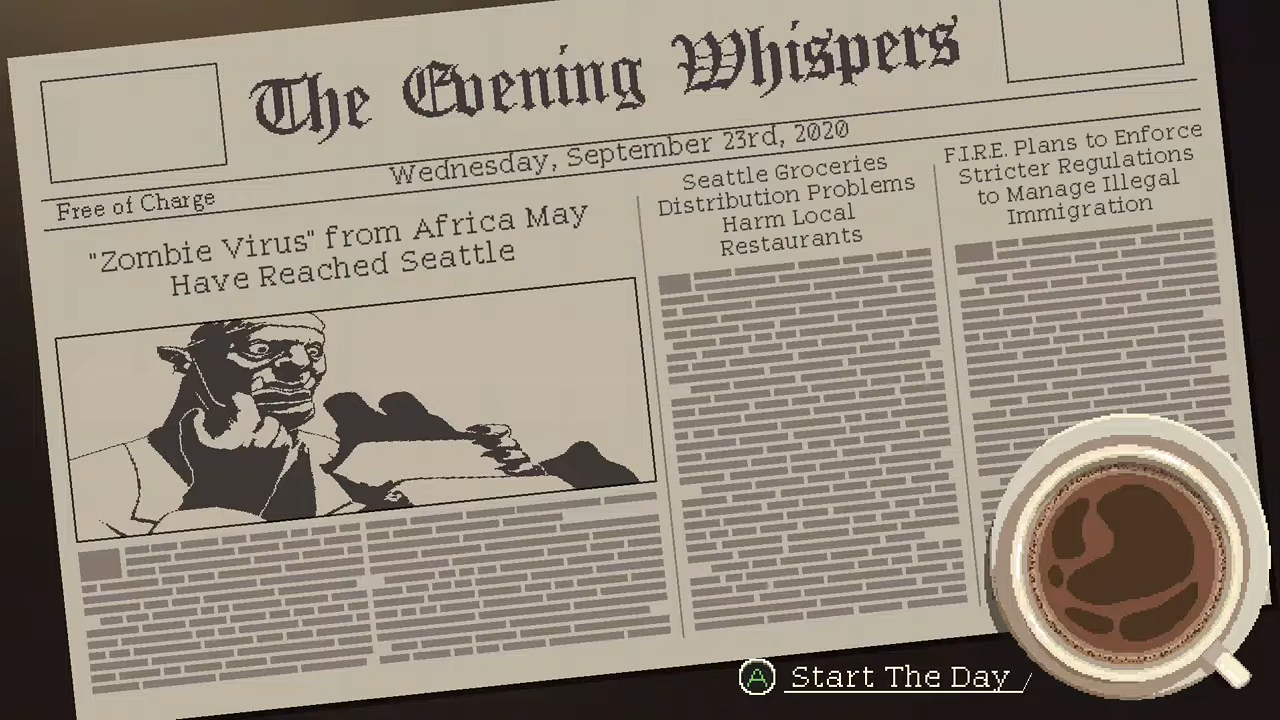 The Evening Whispers
Wednesday, September 23rd, 2020
Free of Charge
"Zombie Virus" from Africa May
Have Reached Seattle
Seattle Groceries
Distribution Problems
Harm Local
Restaurants
F.I.R.E. Plans to Enforce
Stricter Regulations
to Manage Illegal
Immigration
A Start The Day